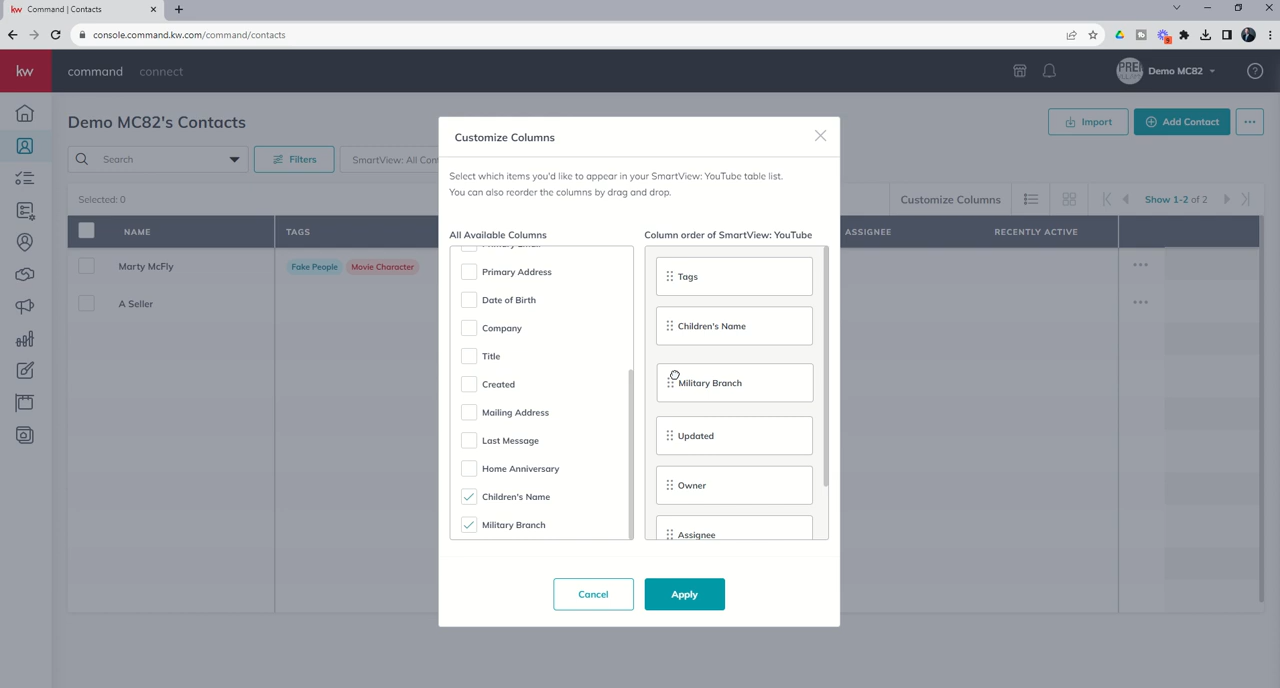 kw Command | Contacts
console.command.kw.com/command/contacts
kw command connect
PREI
Demo MC82
Demo MC82's Contacts
Import
Add Contact
Search
Filters
SmartView: All Con
Selected: 0
Customize Columns
Show 1-2 of 2
NAME
TAGS
ASSIGNEE
RECENTLY ACTIVE
Marty McFly
Fake People
Movie Character
A Seller
Customize Columns
Select which items you'd like to appear in your SmartView: YouTube table list.
You can also reorder the columns by drag and drop.
All Available Columns
Primary Email
Primary Address
Date of Birth
Company
Title
Created
Mailing Address
Last Message
Home Anniversary
Children's Name
Military Branch
Column order of SmartView: YouTube
Tags
Children's Name
Military Branch
Updated
Owner
Assignee
Cancel
Apply